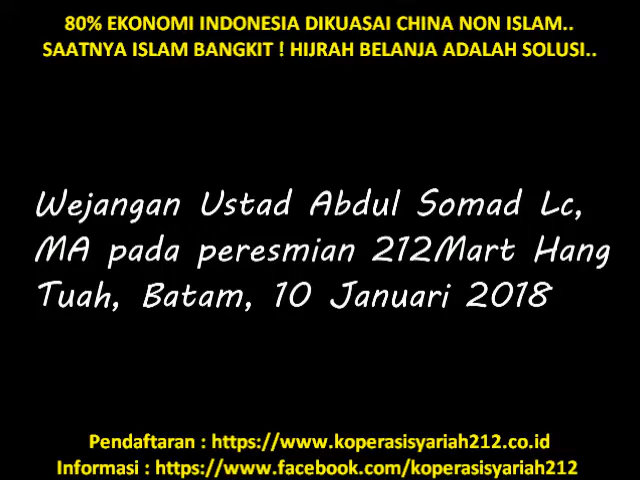 80% EKONOMI INDONESIA DIKUASAI CHINA NON ISLAM..
SAATNYA ISLAM BANGKIT ! HIJRAH BELANJA ADALAH SOLUSI..
Wejangan Ustad Abdul Somad Lc,
MA pada peresmian 212Mart Hang
Tuah, Batam, 10 Januari 2018
Pendaftaran : https://www.koperasisyariah212.co.id
Informasi : https://www.facebook.com/koperasisyariah212